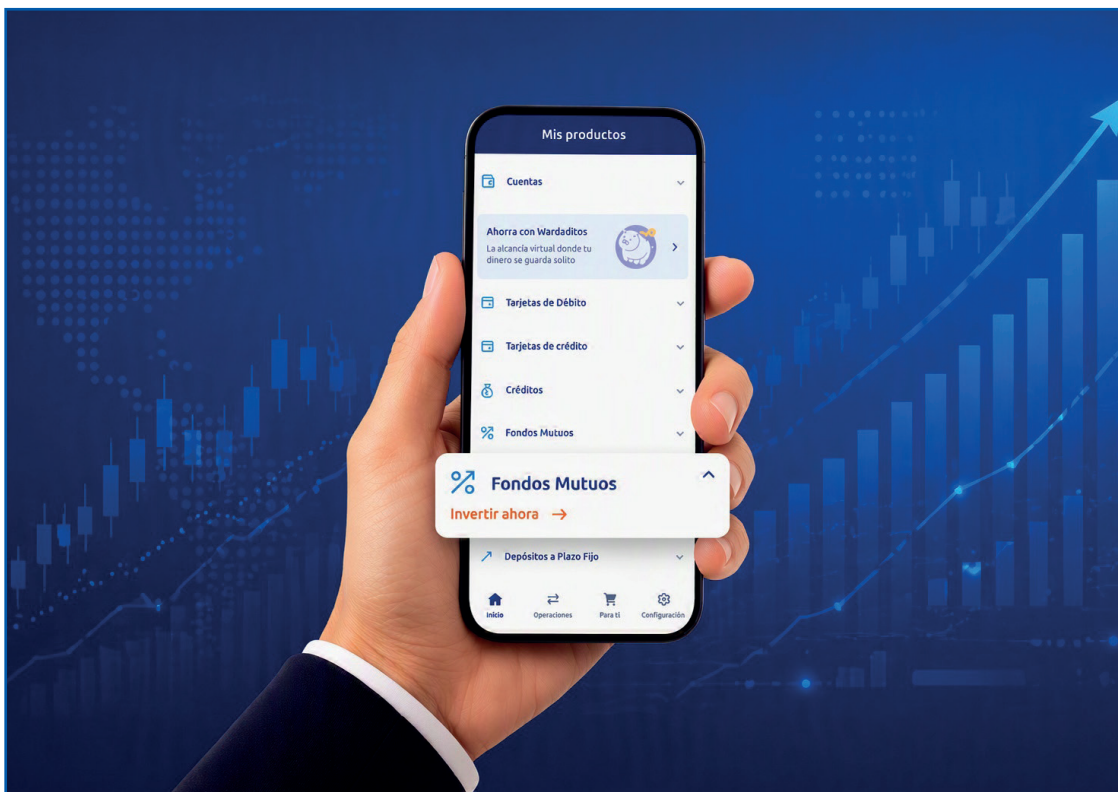 Mis productos
Cuentas
Ahorra con Wardaditos
La alcancía virtual donde tu
dinero se guarda solito
Tarjetas de Débito
Tarjetas de crédito
Créditos
Fondos Mutuos
Fondos Mutuos
Invertir ahora →
Depósitos a Plazo Fijo
Inicio Operaciones Para ti Configuración